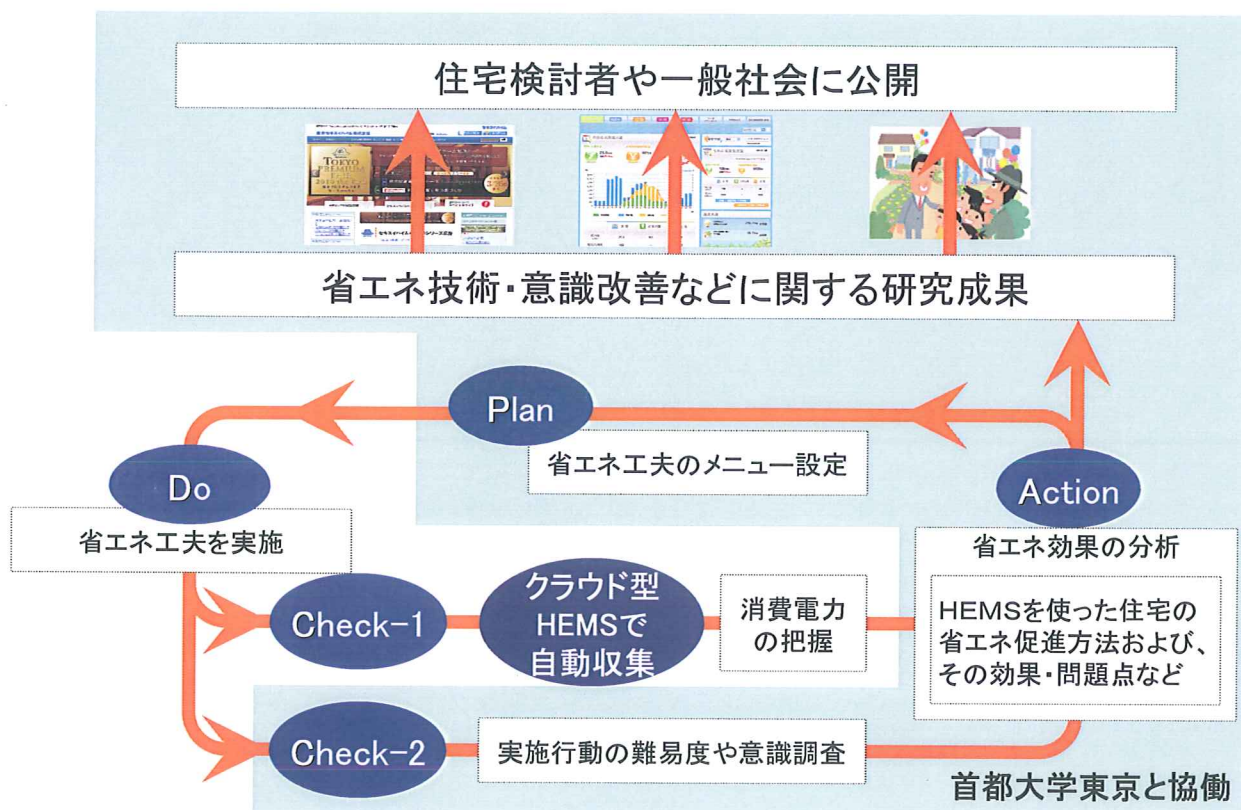 住宅検討者や一般社会に公開
TOKYO
PREMIUM
省エネ技術・意識改善などに関する研究成果
Plan
省エネ工夫のメニュー設定
Do
省エネ工夫を実施
Action
省エネ効果の分析
HEMSを使った住宅の
省エネ促進方法および、
その効果・問題点など
Check-1
クラウド型
HEMSで
自動収集
消費電力
の把握
Check-2
実施行動の難易度や意識調査
首都大学東京と協働